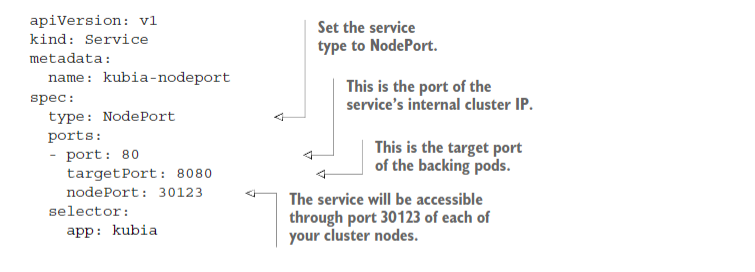 apiVersion: v1
kind: Service
metadata:
  name: kubia-nodeport
spec:
  type: NodePort
  ports:
  - port: 80
    targetPort: 8080
    nodePort: 30123
  selector:
    app: kubia
Set the service
type to NodePort.
This is the port of the
service's internal cluster IP.
This is the target port
of the backing pods.
The service will be accessible
through port 30123 of each of
your cluster nodes.